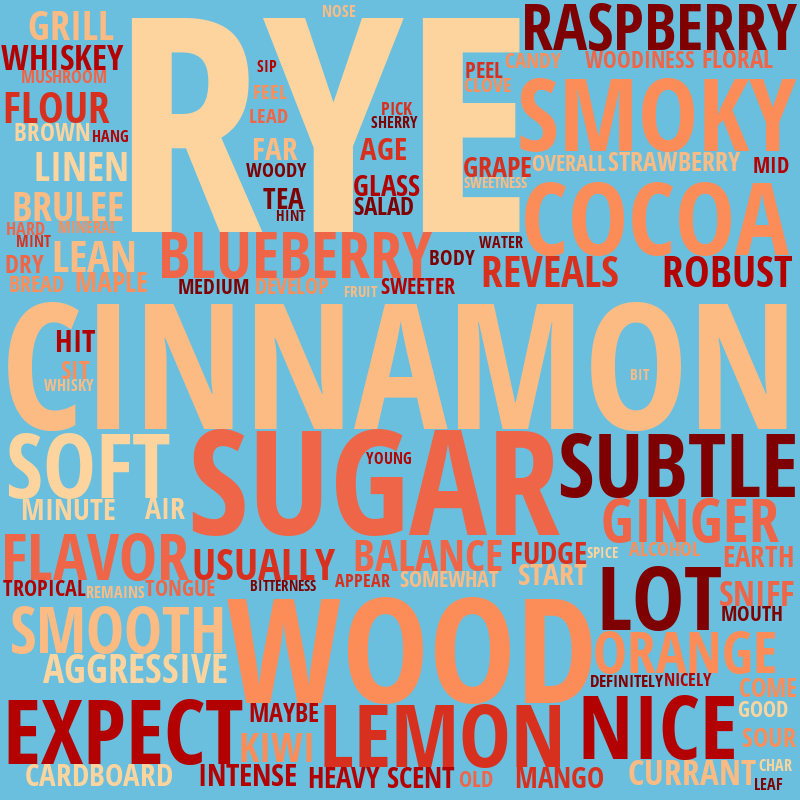 NOSE
RYE
RASPBERRY
GRILL
WHISKEY
MUSHROOM
SIP
PEEL
CANDY
WOODINESS
FLORAL
FLOUR
FEEL
CLOVE
SMOKY
LEAD
PICK
SHERRY
BROWN
HANG
FAR
AGE
LINEN
WOODY
GRAPE
OVERALL
STRAWBERRY
MID
GLASS
SWEETNESS
BRULEE
TEA
SALAD
COCOA
HINT
HARD
MINERAL
MINT
WATER
DRY
LEAN
BLUEBERRY
BODY
REVEALS
ROBUST
BREAD
MAPLE
MEDIUM
DEVELOP
FRUIT
SWEETER
CINNAMON
HIT
SIT
WHISKY
BIT
SOFT
SUGAR
YOUNG
SUBTLE
MINUTE
AIR
GINGER
FLAVOR
USUALLY
BALANCE
FUDGE
SPICE
ALCOHOL
EARTH
TROPICAL
REMAINS
TONGUE
BITTERNESS
APPEAR
SOMEWHAT
START
LOT
SNIFF
MOUTH
SMOOTH
WOOD
ORANGE
AGGRESSIVE
DEFINITELY
NICELY
COME
EXPECT
MAYBE
LEMON
NICE
GOOD
KIWI
SOUR
CARDBOARD
INTENSE
HEAVY
SCENT
OLD
MANGO
CURRANT
CHAR
LEAF